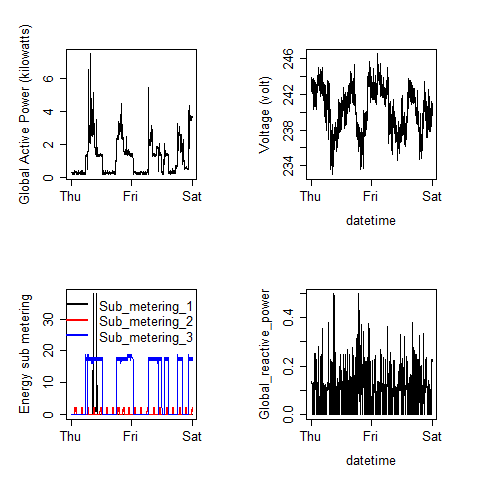 Global Active Power (kilowatts)
0 2 4 6
Thu Fri Sat
Voltage (volt)
234 238 242 246
Thu Fri Sat
datetime
Energy sub metering
0 10 20 30
Sub_metering_1
Sub_metering_2
Sub_metering_3
Thu Fri Sat
Global_reactive_power
0.0 0.2 0.4
Thu Fri Sat
datetime